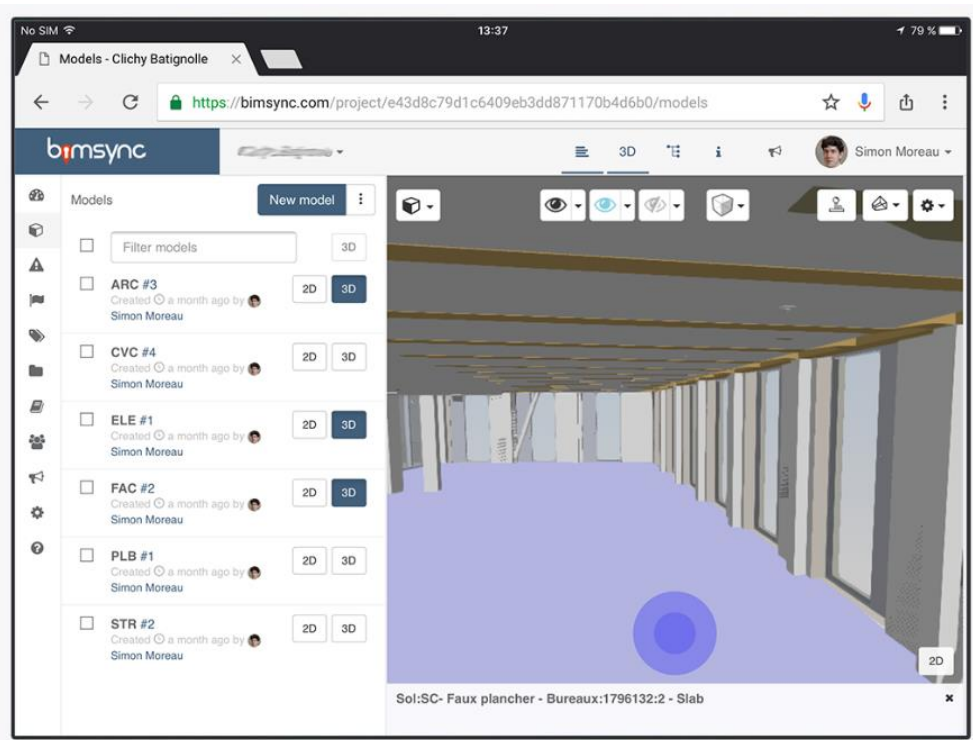 No SIM 13:37 79 %
Models - Clichy Batignolle
https://bimsync.com/project/e43d8c79d1c6409eb3dd871170b4d6b0/models
bimsync 3D i Simon Moreau
Models New model
Filter models 3D
ARC #3 2D 3D
Created a month ago by
Simon Moreau
CVC #4 2D 3D
Created a month ago by
Simon Moreau
ELE #1 2D 3D
Created a month ago by
Simon Moreau
FAC #2 2D 3D
Created a month ago by
Simon Moreau
PLB #1 2D 3D
Created a month ago by
Simon Moreau
STR #2 2D 3D
Created a month ago by
Simon Moreau
2D
Sol:SC- Faux plancher - Bureaux:1796132:2 - Slab